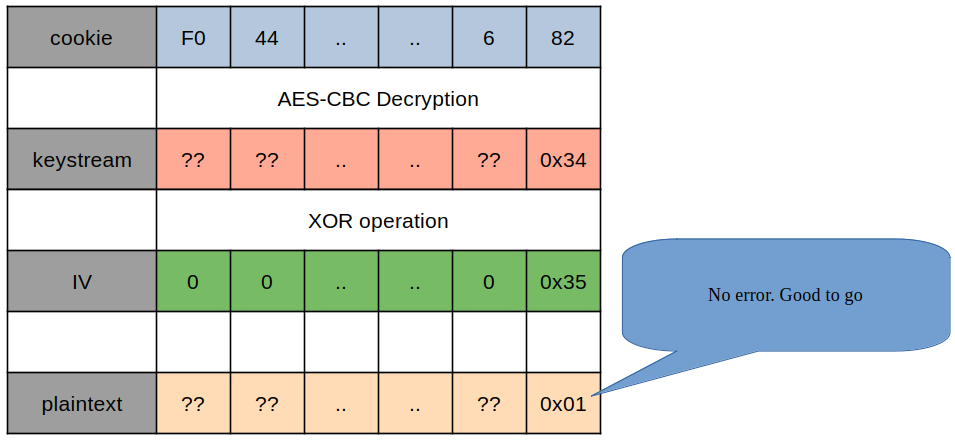 cookie F0 44 .. .. 6 82
AES-CBC Decryption
keystream ?? ?? .. .. ?? 0x34
XOR operation
IV 0 0 .. .. 0 0x35
No error. Good to go
plaintext ?? ?? .. .. ?? 0x01